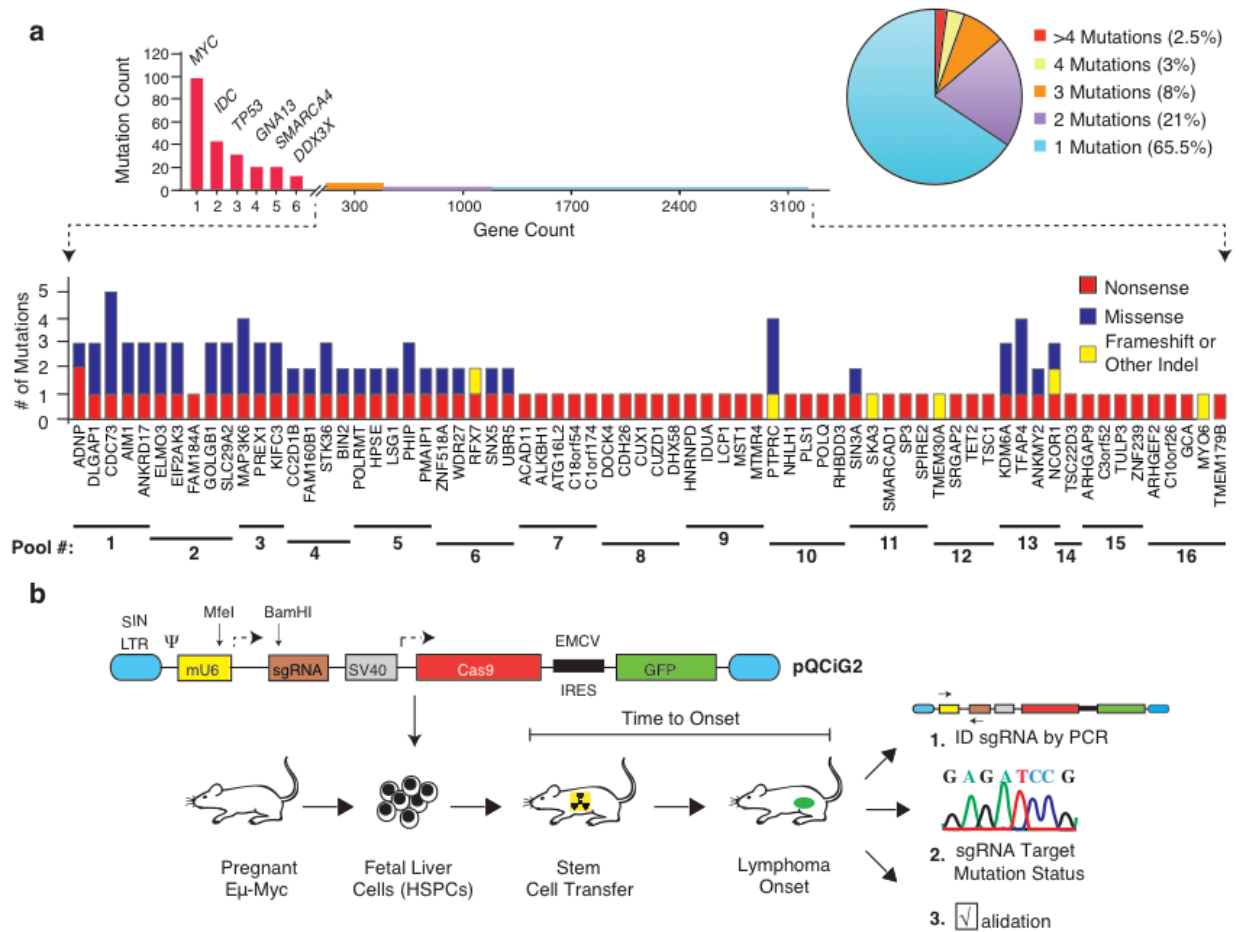 a
Mutation Count
120
100
80
60
40
20
0
MYC
IDC
TP53
GNA13
SMARCA4
DDX3X
1 2 3 4 5 6
300 1000 1700 2400 3100
Gene Count
>4 Mutations (2.5%)
4 Mutations (3%)
3 Mutations (8%)
2 Mutations (21%)
1 Mutation (65.5%)
# of Mutations
5
4
3
2
1
0
Nonsense
Missense
Frameshift or
Other Indel
ADNP
DLGAP1
CDC73
AIM1
ANKRD17
ELMO3
EIF2AK3
FAM184A
GOLGB1
SLC29A2
MAP3K6
PREX1
KIFC3
CC2D1B
FAM160B1
STK36
BIN2
POLRMT
HPSE
LSG1
PHIP
PMAIP1
ZNF518A
WDR27
RFX7
SNX5
UBR5
ACAD11
ALKBH1
ATG16L2
C18orf54
C1orf174
DOCK4
CDH26
CUX1
CUZD1
DHX58
HNRNPD
IDUA
LCP1
MST1
MTMR4
PTPRC
NHLH1
PLS1
POLQ
RHBDD3
SIN3A
SKA3
SMARCAD1
SP3
SPIRE2
TMEM30A
SRGAP2
TET2
TSC1
KDM6A
TFAP4
ANKMY2
NCOR1
TSC22D3
ARHGAP9
C3orf52
TULP3
ZNF239
ARHGEF2
C10orf26
GCA
MYO6
TMEM179B
Pool #: 1 2 3 4 5 6 7 8 9 10 11 12 13 14 15 16
b
SIN
LTR
Ψ
MfeI
BamHI
mU6
sgRNA
SV40
Cas9
EMCV
IRES
GFP
pQCiG2
Time to Onset
Pregnant
Eμ-Myc
Fetal Liver
Cells (HSPCs)
Stem
Cell Transfer
Lymphoma
Onset
1. ID sgRNA by PCR
G A G A T C C G
2. sgRNA Target
Mutation Status
3. √ alidation